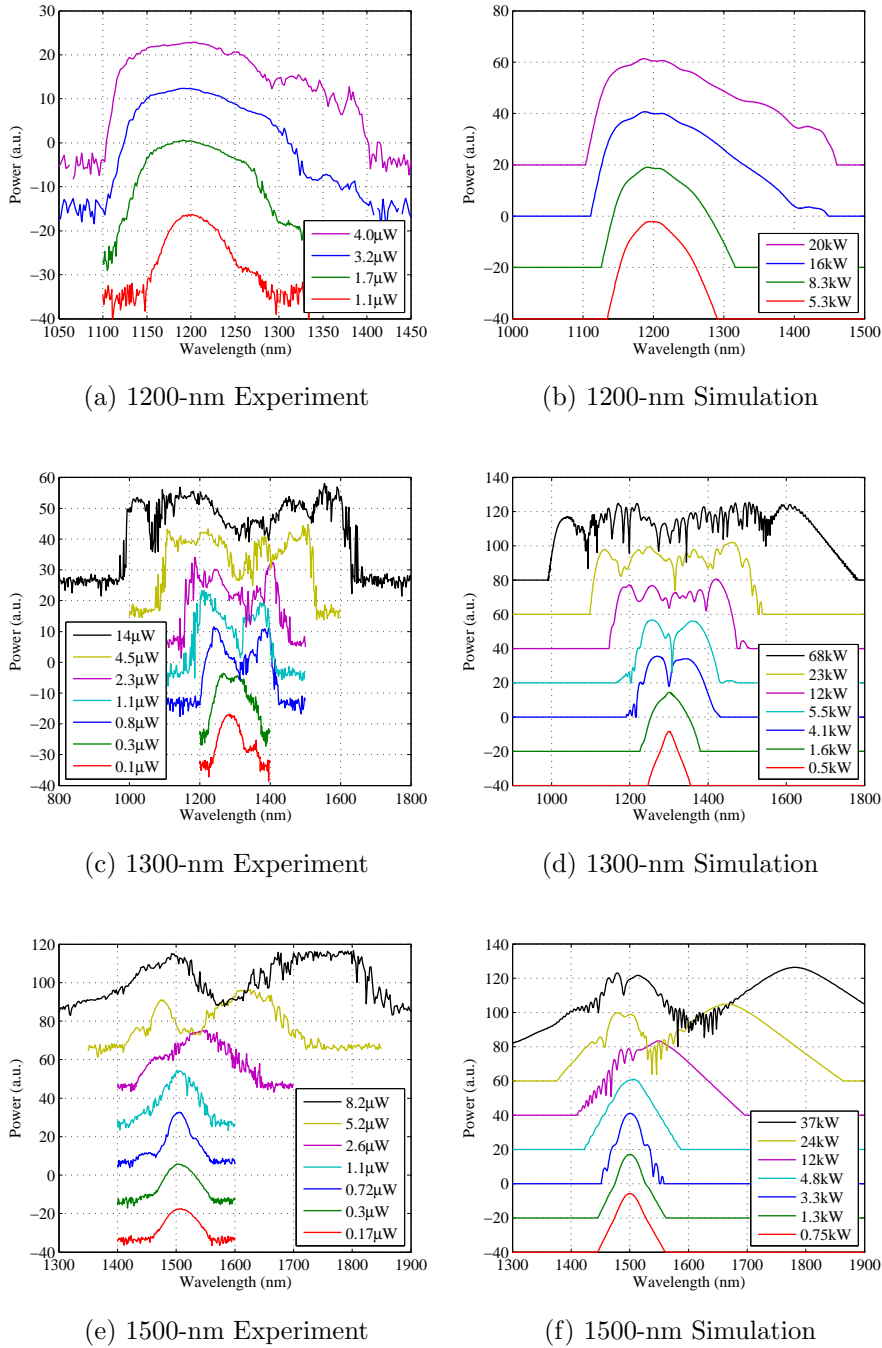 30
20
10
0
−10
−20
−30
−40
Power (a.u.)
1050 1100 1150 1200 1250 1300 1350 1400 1450
Wavelength (nm)
4.0μW
3.2μW
1.7μW
1.1μW
(a) 1200-nm Experiment
80
60
40
20
0
−20
−40
Power (a.u.)
1000 1100 1200 1300 1400 1500
Wavelength (nm)
20kW
16kW
8.3kW
5.3kW
(b) 1200-nm Simulation
60
50
40
30
20
10
0
−10
−20
−30
−40
Power (a.u.)
800 1000 1200 1400 1600 1800
Wavelength (nm)
14μW
4.5μW
2.3μW
1.1μW
0.8μW
0.3μW
0.1μW
(c) 1300-nm Experiment
140
120
100
80
60
40
20
0
−20
−40
Power (a.u.)
1000 1200 1400 1600 1800
Wavelength (nm)
68kW
23kW
12kW
5.5kW
4.1kW
1.6kW
0.5kW
(d) 1300-nm Simulation
120
100
80
60
40
20
0
−20
−40
Power (a.u.)
1300 1400 1500 1600 1700 1800 1900
Wavelength (nm)
8.2μW
5.2μW
2.6μW
1.1μW
0.72μW
0.3μW
0.17μW
(e) 1500-nm Experiment
140
120
100
80
60
40
20
0
−20
−40
Power (a.u.)
1300 1400 1500 1600 1700 1800 1900
Wavelength (nm)
37kW
24kW
12kW
4.8kW
3.3kW
1.3kW
0.75kW
(f) 1500-nm Simulation